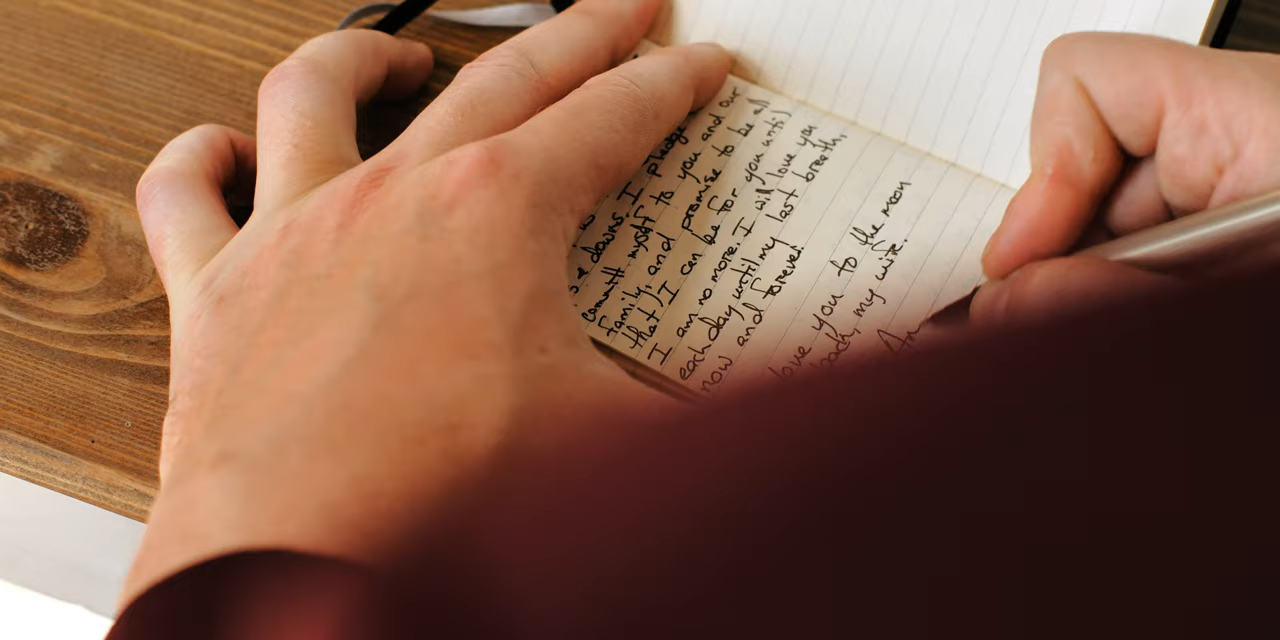 & downs. I pledge
committ myself to you and our
family, and promise to be all
that I can be for you until
I am no more. I will love you
each day until my last breath,
now and forever.
love you to the moon
back, my wife.